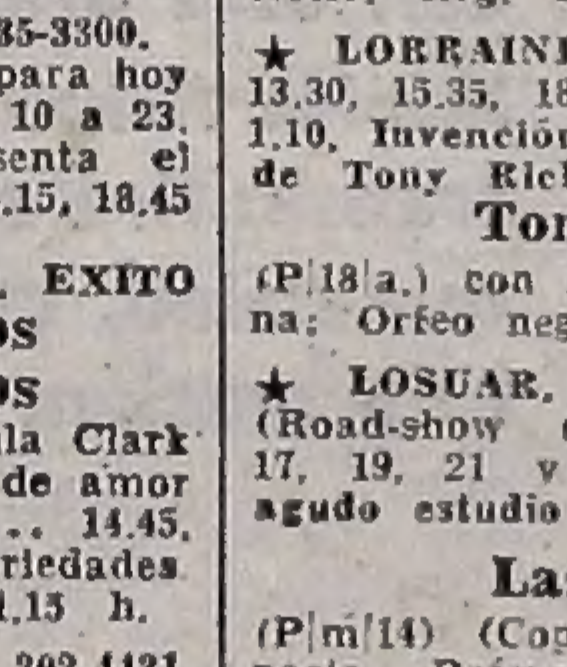 35-3300.
para hoy
10 a 23.
senta el
.15, 18.45
. EXITO
OS
OS
la Clark
de amor
... 14.45.
riedades
1.15 h.
★ LORRAINE
13.30, 15.35, 18
1.10. Invención
de Tony Rich
Ton
(P|18|a.) con
na: Orfeo neg
★ LOSUAR.
(Road-show
17, 19, 21 y
agudo estudio
Las
(P|m|14) (Cop